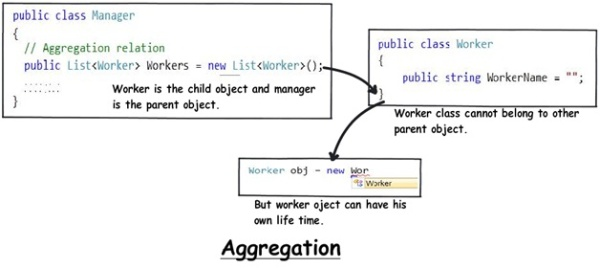 public class Manager
{
// Aggregation relation
public List<Worker> Workers = new List<Worker>();
........
........
Worker is the child object and manager
is the parent object.
}
public class Worker
{
public string WorkerName = "";
}
Worker class cannot belong to other
parent object.
Worker obj - new Wor
Worker
But worker oject can have his
own life time.
Aggregation